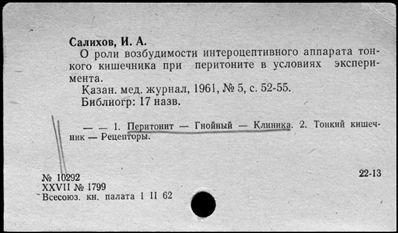 Салихов, И. А.
О роли возбудимости интероцептивного аппарата тон-
кого кишечника при перитоните в условиях экспери-
мента.
Казан. мед. журнал, 1961, № 5, с. 52-55.
Библиогр: 17 назв.
— — 1. Перитонит — Гнойный — Клиника. 2. Тонкий кишеч-
ник — Рецепторы.
№ 10292
22-13
XXVII № 1799
Всесоюз. кн. палата 1 II 62